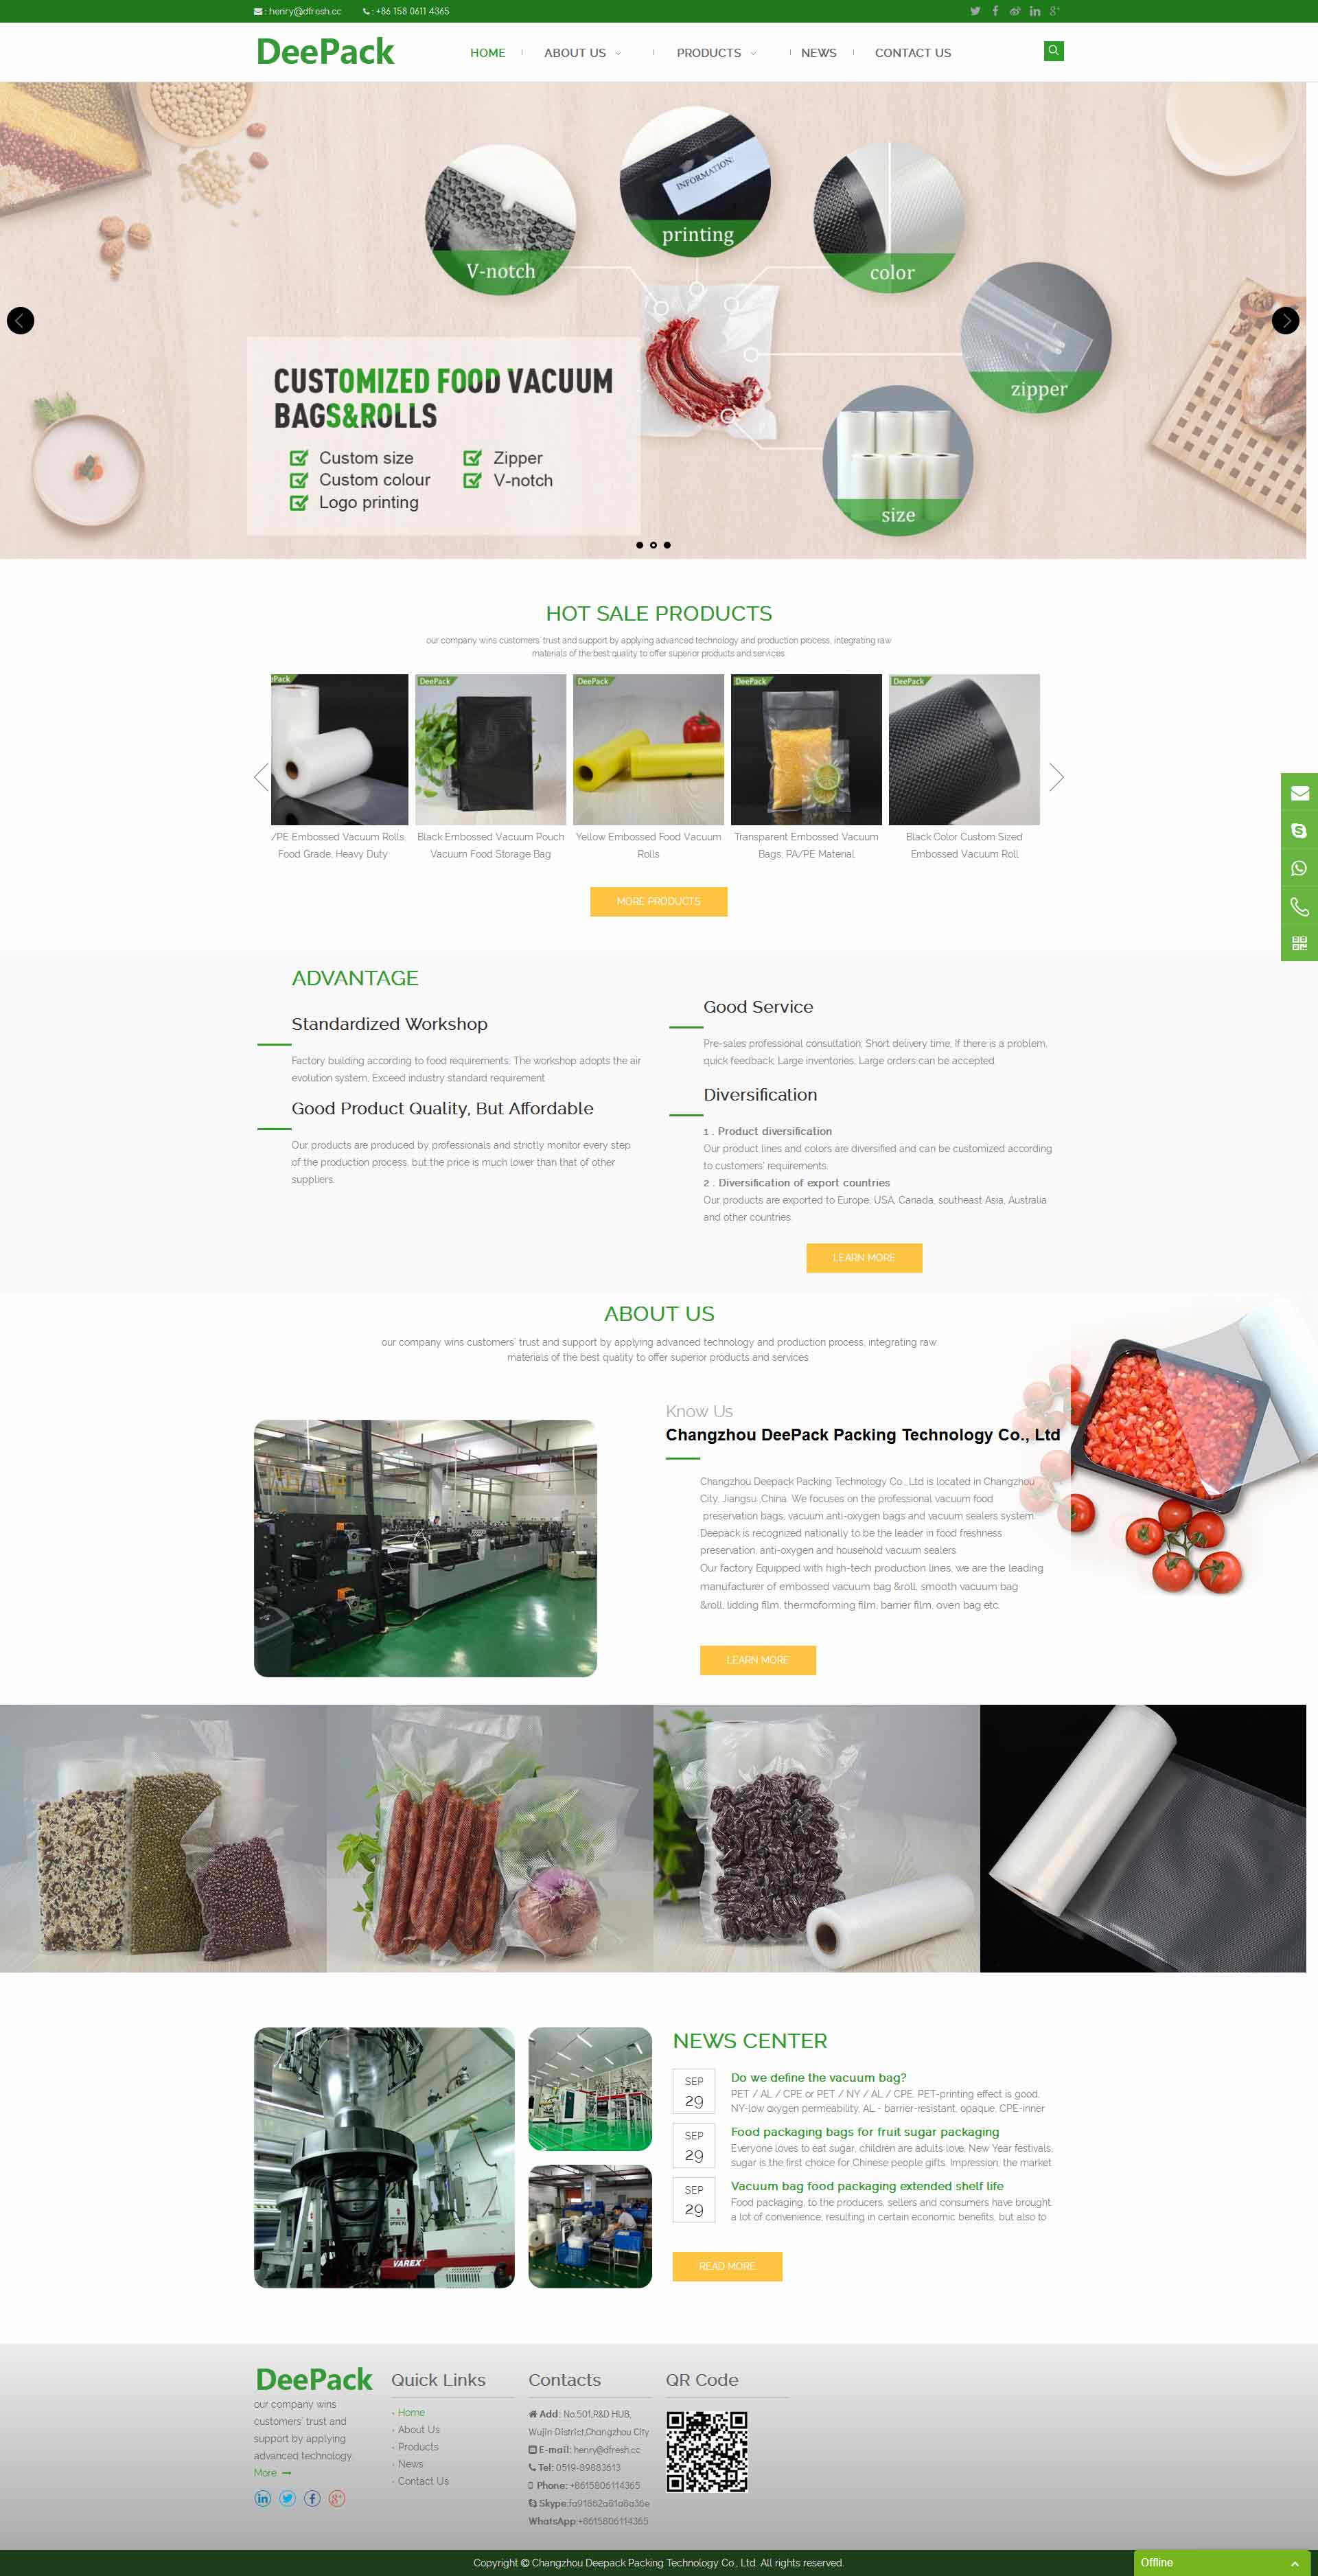 : henry@dfresh.cc : +86 158 0611 4365
DeePack
HOME ABOUT US PRODUCTS NEWS CONTACT US
V-notch
INFORMATION:
printing
color
zipper
size
CUSTOMIZED FOOD VACUUM
BAGS&ROLLS
Custom size
Custom colour
Logo printing
Zipper
V-notch
HOT SALE PRODUCTS
our company wins customers' trust and support by applying advanced technology and production process, integrating raw
materials of the best quality to offer superior products and services.
Pack
DeePack
DeePack
DeePack
DeePack
/PE Embossed Vacuum Rolls,
Food Grade, Heavy Duty
Black Embossed Vacuum Pouch
Vacuum Food Storage Bag
Yellow Embossed Food Vacuum
Rolls
Transparent Embossed Vacuum
Bags, PA/PE Material
Black Color Custom Sized
Embossed Vacuum Roll
MORE PRODUCTS
ADVANTAGE
Standardized Workshop
Factory building according to food requirements, The workshop adopts the air
evolution system, Exceed industry standard requirement
Good Product Quality, But Affordable
Our products are produced by professionals and strictly monitor every step
of the production process, but the price is much lower than that of other
suppliers.
Good Service
Pre-sales professional consultation; Short delivery time; If there is a problem,
quick feedback; Large inventories, Large orders can be accepted.
Diversification
1 . Product diversification
Our product lines and colors are diversified and can be customized according
to customers' requirements.
2 . Diversification of export countries
Our products are exported to Europe, USA, Canada, southeast Asia, Australia
and other countries.
LEARN MORE
ABOUT US
our company wins customers' trust and support by applying advanced technology and production process, integrating raw
materials of the best quality to offer superior products and services.
Know Us
Changzhou DeePack Packing Technology Co., Ltd
Changzhou Deepack Packing Technology Co., Ltd is located in Changzhou
City, Jiangsu ,China. We focuses on the professional vacuum food
preservation bags, vacuum anti-oxygen bags and vacuum sealers system.
Deepack is recognized nationally to be the leader in food freshness
preservation, anti-oxygen and household vacuum sealers.
Our factory Equipped with high-tech production lines, we are the leading
manufacturer of embossed vacuum bag &roll, smooth vacuum bag
&roll, lidding film, thermoforming film, barrier film, oven bag etc.
LEARN MORE
VAREX
NEWS CENTER
SEP
29
Do we define the vacuum bag?
PET / AL / CPE or PET / NY / AL / CPE. PET-printing effect is good,
NY-low oxygen permeability, AL - barrier-resistant, opaque, CPE-inner
SEP
29
Food packaging bags for fruit sugar packaging
Everyone loves to eat sugar, children are adults love, New Year festivals,
sugar is the first choice for Chinese people gifts. Impression, the market
SEP
29
Vacuum bag food packaging extended shelf life
Food packaging, to the producers, sellers and consumers have brought
a lot of convenience, resulting in certain economic benefits, but also to
READ MORE
DeePack
our company wins
customers' trust and
support by applying
advanced technology.
More
Quick Links
Home
About Us
Products
News
Contact Us
Contacts
Add: No.501,R&D HUB,
Wujin District,Changzhou City
E-mail: henry@dfresh.cc
Tel: 0519-89883613
Phone: +8615806114365
Skype:fa91862a81a8a36e
WhatsApp:+8615806114365
QR Code
Copyright © Changzhou Deepack Packing Technology Co., Ltd. All rights reserved.
Offline